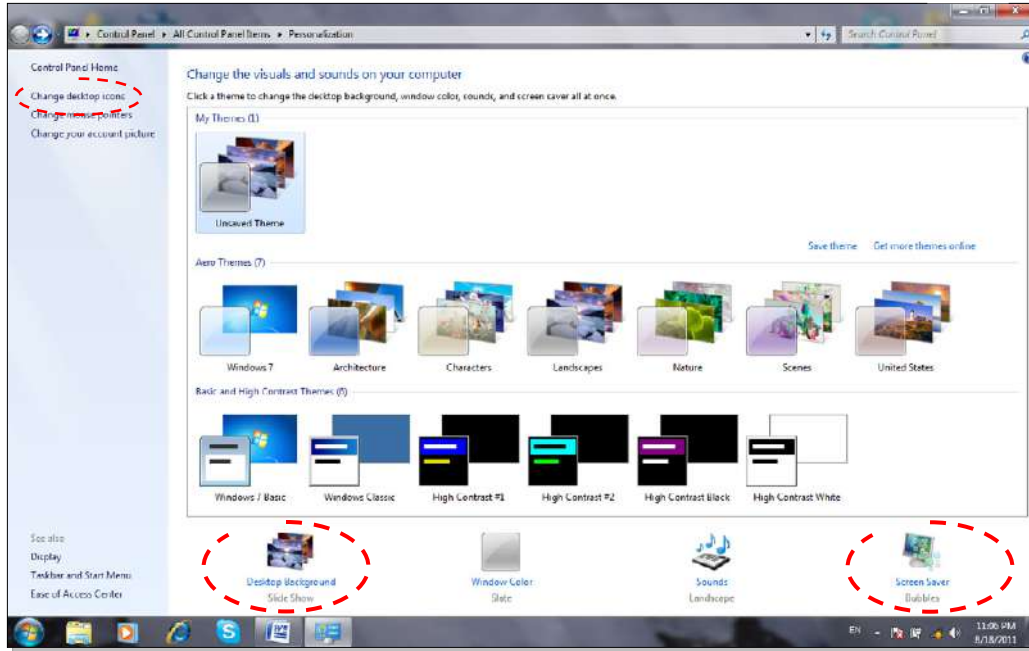 Control Panel ▸ All Control Panel Items ▸ Personalization
Search Control Panel
Control Panel Home
Change desktop icons
Change mouse pointers
Change your account picture
Change the visuals and sounds on your computer
Click a theme to change the desktop background, window color, sounds, and screen saver all at once.
My Themes (1)
Unsaved Theme
Save theme Get more themes online
Aero Themes (7)
Windows 7 Architecture Characters Landscapes Nature Scenes United States
Basic and High Contrast Themes (6)
Windows 7 Basic Windows Classic High Contrast #1 High Contrast #2 High Contrast Black High Contrast White
See also
Display
Taskbar and Start Menu
Ease of Access Center
Desktop Background Window Color Sounds Screen Saver
Slide Show Slate Landscape Bubbles
EN
11:06 PM
8/18/2011